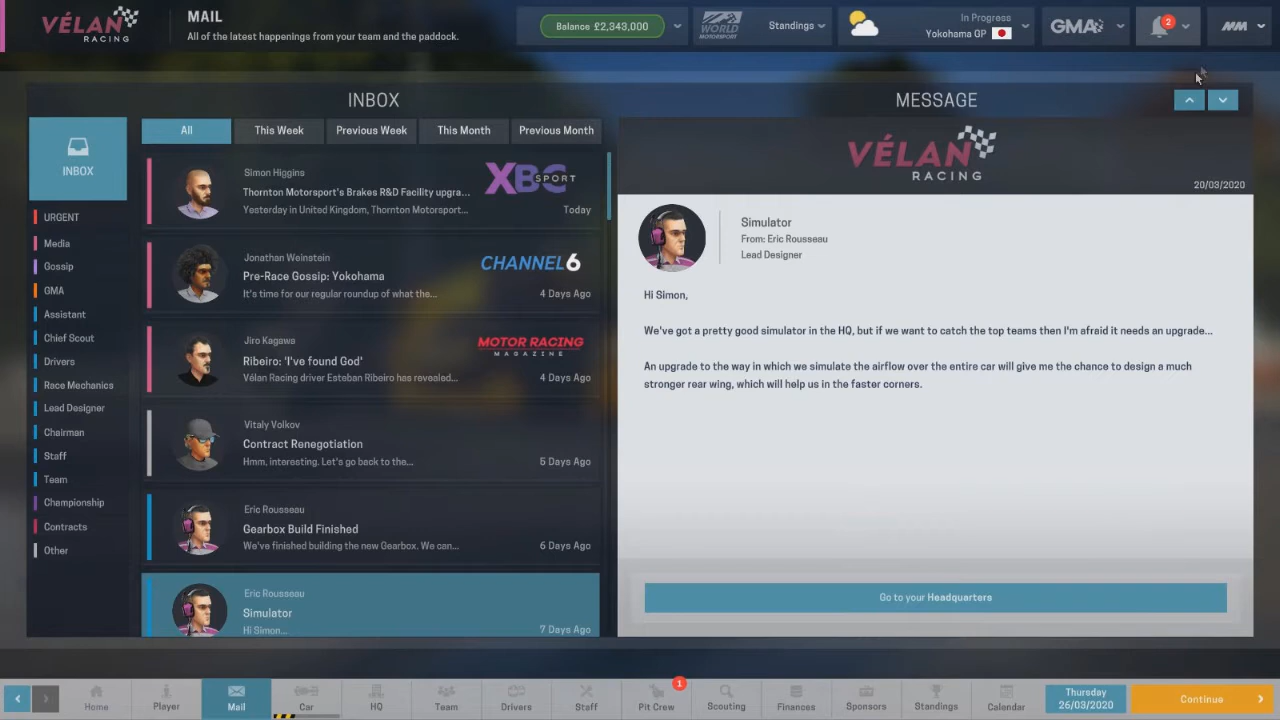 VÉLAN
RACING
MAIL
All of the latest happenings from your team and the paddock.
Balance £2,343,000
WORLD
MOTORSPORT
Standings
In Progress
Yokohama GP
GMA
2
MM
INBOX
MESSAGE
INBOX
URGENT
Media
Gossip
GMA
Assistant
Chief Scout
Drivers
Race Mechanics
Lead Designer
Chairman
Staff
Team
Championship
Contracts
Other
All
This Week
Previous Week
This Month
Previous Month
Simon Higgins
Thornton Motorsport's Brakes R&D Facility upgra...
Yesterday in United Kingdom, Thornton Motorsport...
XBC
SPORT
Today
Jonathan Weinstein
Pre-Race Gossip: Yokohama
It's time for our regular roundup of what the...
CHANNEL6
4 Days Ago
Jiro Kagawa
Ribeiro: 'I've found God'
Vélan Racing driver Esteban Ribeiro has revealed...
MOTOR RACING
MAGAZINE
4 Days Ago
Vitaly Volkov
Contract Renegotiation
Hmm, interesting. Let's go back to the...
5 Days Ago
Eric Rousseau
Gearbox Build Finished
We've finished building the new Gearbox. We can...
6 Days Ago
Eric Rousseau
Simulator
Hi Simon...
7 Days Ago
VÉLAN
RACING
20/03/2020
Simulator
From: Eric Rousseau
Lead Designer
Hi Simon,
We've got a pretty good simulator in the HQ, but if we want to catch the top teams then I'm afraid it needs an upgrade...
An upgrade to the way in which we simulate the airflow over the entire car will give me the chance to design a much
stronger rear wing, which will help us in the faster corners.
Go to your Headquarters
Home
Player
Mail
Car
HQ
Team
Drivers
Staff
1
Pit Crew
Scouting
Finances
Sponsors
Standings
Calendar
Thursday
26/03/2020
Continue